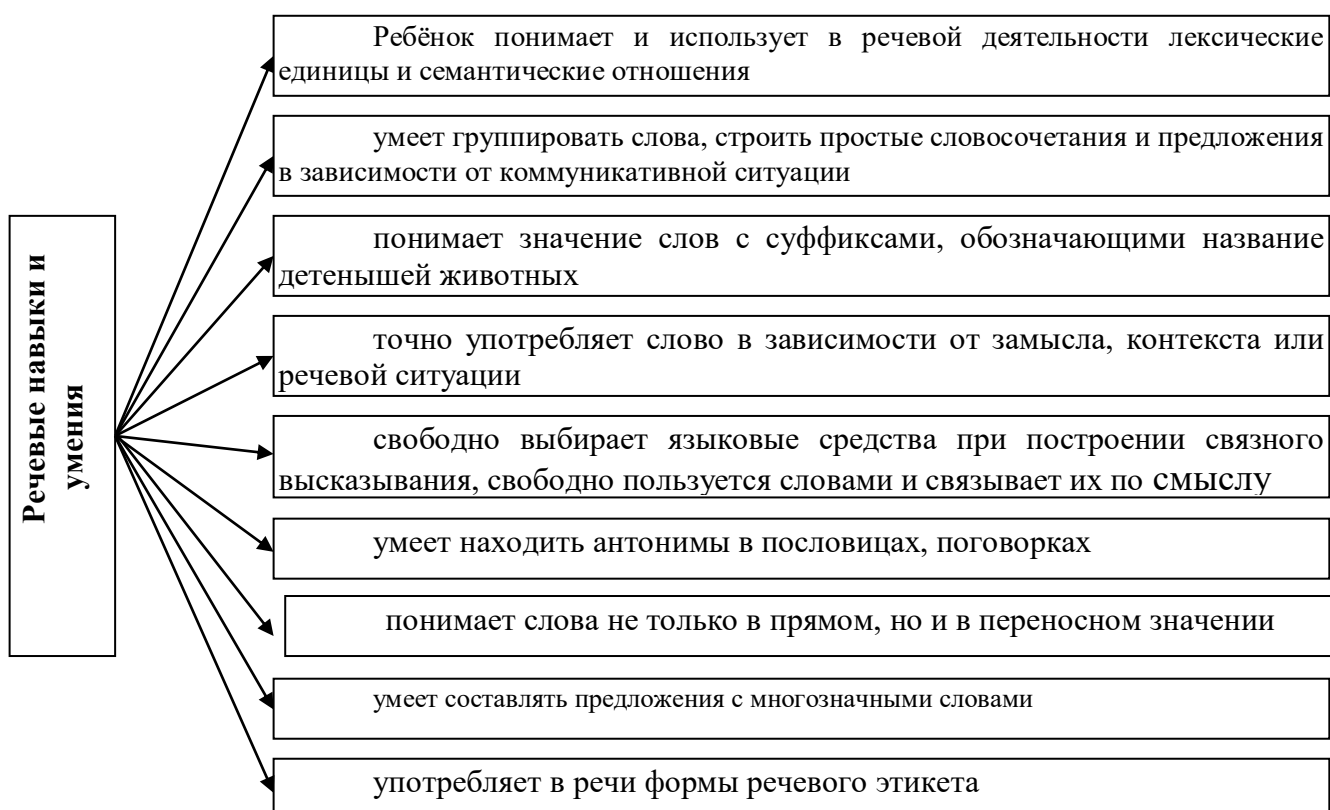 Речевые навыки и
умения
Ребёнок понимает и использует в речевой деятельности лексические
единицы и семантические отношения
умеет группировать слова, строить простые словосочетания и предложения
в зависимости от коммуникативной ситуации
понимает значение слов с суффиксами, обозначающими название
детенышей животных
точно употребляет слово в зависимости от замысла, контекста или
речевой ситуации
свободно выбирает языковые средства при построении связного
высказывания, свободно пользуется словами и связывает их по смыслу
умеет находить антонимы в пословицах, поговорках
понимает слова не только в прямом, но и в переносном значении
умеет составлять предложения с многозначными словами
употребляет в речи формы речевого этикета